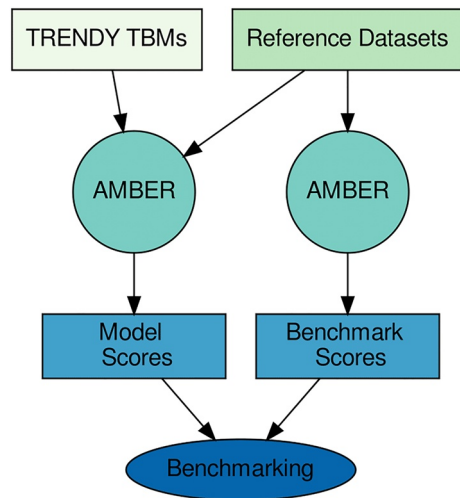 TRENDY TBMs
Reference Datasets
AMBER
AMBER
Model
Scores
Benchmark
Scores
Benchmarking